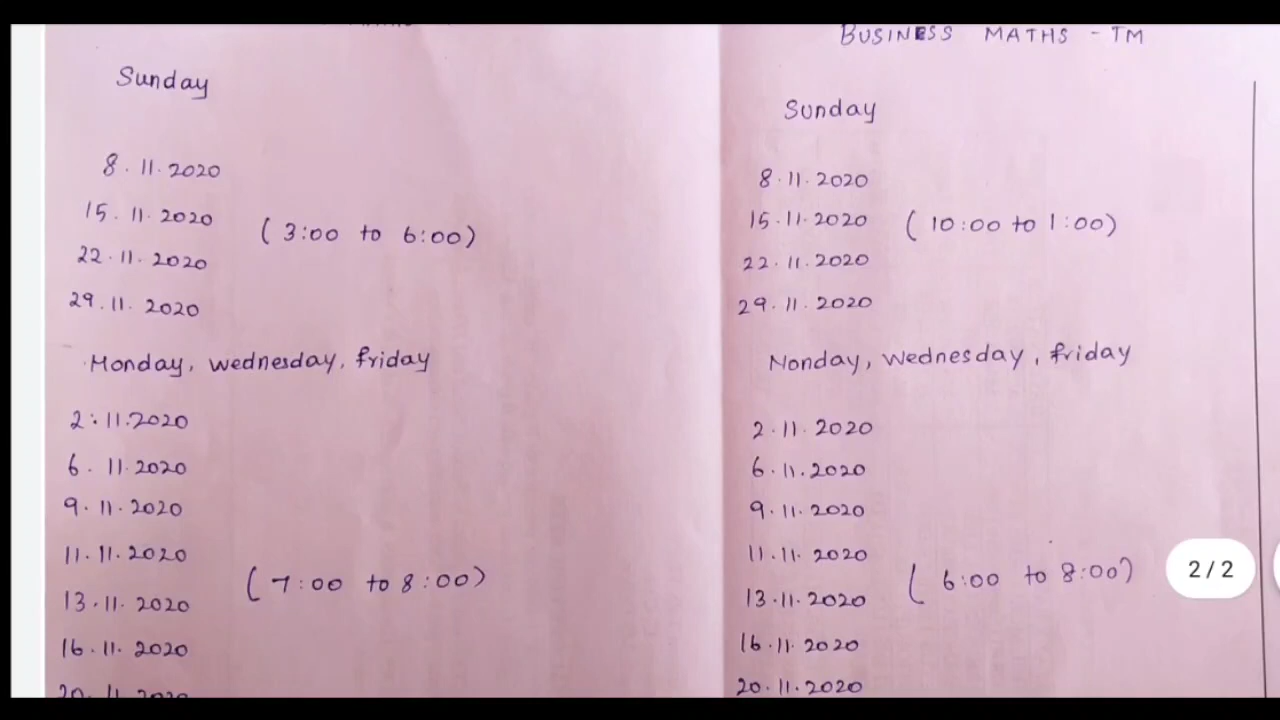 Sunday
8.11.2020
15.11.2020
(3:00 to 6:00)
22.11.2020
29.11.2020
Monday, wednesday, friday
2:11.2020
6.11.2020
9.11.2020
11.11.2020
(7:00 to 8:00)
13.11.2020
16.11.2020
20.11.2020
BUSINESS MATHS - TM
Sunday
8.11.2020
15.11.2020
(10:00 to 1:00)
22.11.2020
29.11.2020
Monday, Wednesday, friday
2.11.2020
6.11.2020
9.11.2020
11.11.2020
(6:00 to 8:00)
13.11.2020
16.11.2020
20.11.2020
2/2